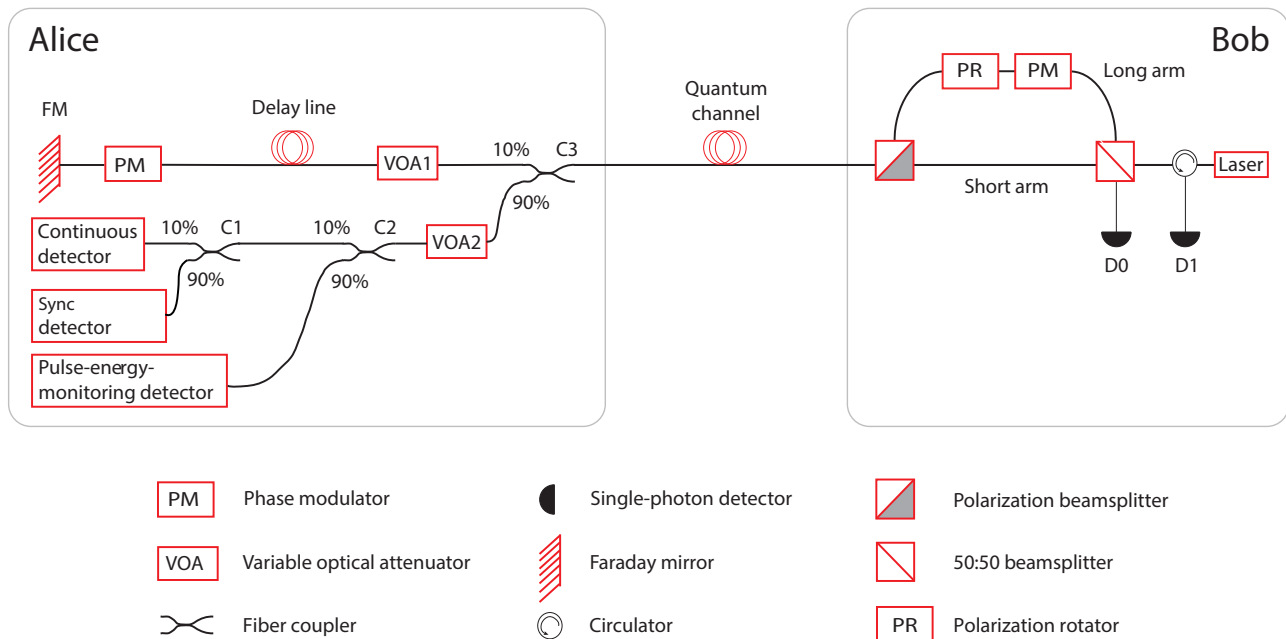 Alice
Bob
FM
PM
Delay line
VOA1
10%
C3
90%
Quantum
channel
PR
PM
Long arm
Short arm
Laser
D0
D1
Continuous
detector
10%
C1
90%
10%
C2
90%
VOA2
Sync
detector
Pulse-energy-
monitoring detector
PM
Phase modulator
Single-photon detector
Polarization beamsplitter
VOA
Variable optical attenuator
Faraday mirror
50:50 beamsplitter
Fiber coupler
Circulator
PR
Polarization rotator